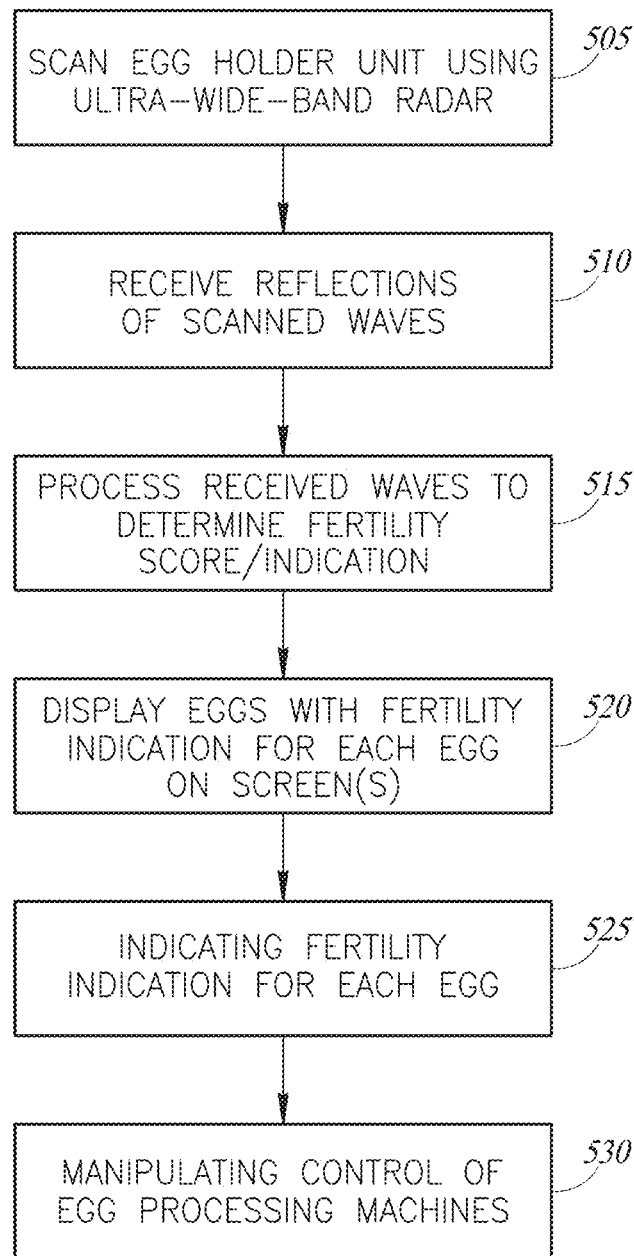 SCAN EGG HOLDER UNIT USING
ULTRA-WIDE-BAND RADAR
505
RECEIVE REFLECTIONS
OF SCANNED WAVES
510
PROCESS RECEIVED WAVES TO
DETERMINE FERTILITY
SCORE/INDICATION
515
DISPLAY EGGS WITH FERTILITY
INDICATION FOR EACH EGG
ON SCREEN(S)
520
INDICATING FERTILITY
INDICATION FOR EACH EGG
525
MANIPULATING CONTROL OF
EGG PROCESSING MACHINES
530